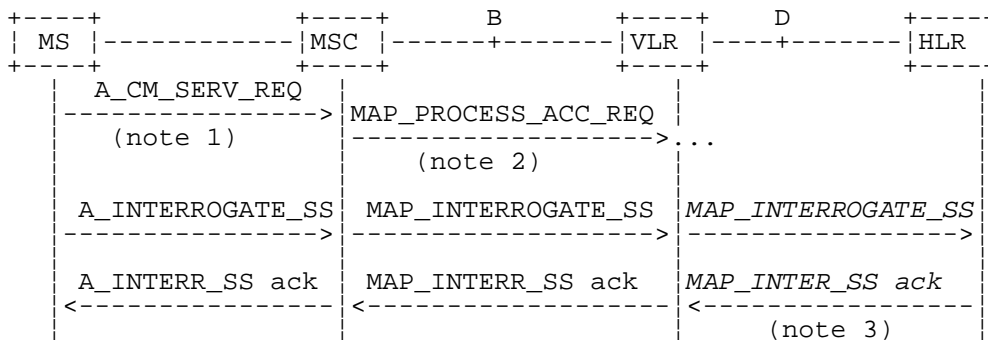 B D
MS MSC VLR HLR
A_CM_SERV_REQ
MAP_PROCESS_ACC_REQ
(note 1) ...
(note 2)
A_INTERROGATE_SS MAP_INTERROGATE_SS MAP_INTERROGATE_SS
A_INTERR_SS ack MAP_INTERR_SS ack MAP_INTER_SS ack
(note 3)